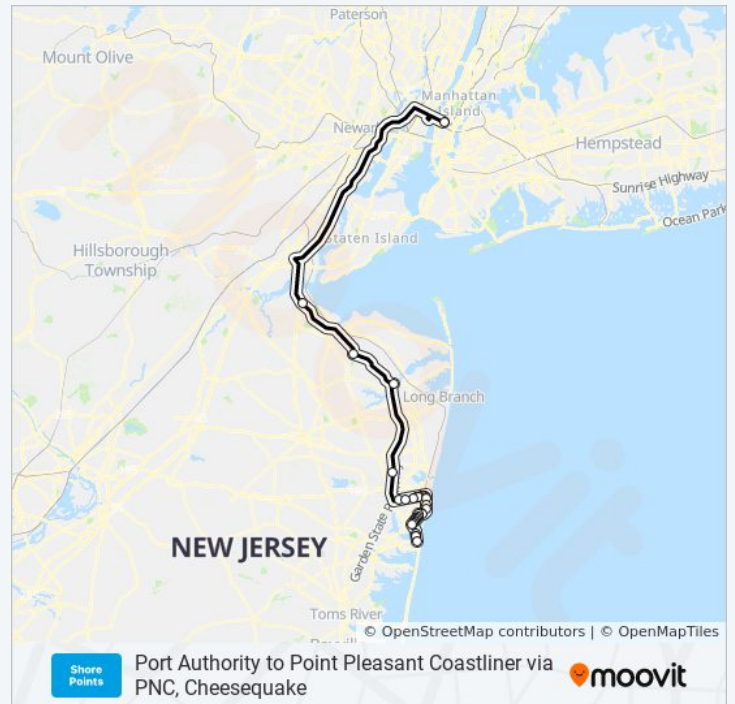 Paterson
Mount Olive
Manhattan
Island
Newar
Hempstead
Sunrise Highway
Ocean Park
Staten Island
Hillsborough
Township
Long Branch
Garden State
NEW JERSEY
Toms River
© OpenStreetMap contributors | © OpenMapTiles
Shore
Points
Port Authority to Point Pleasant Coastliner via
PNC, Cheesequake
moovit